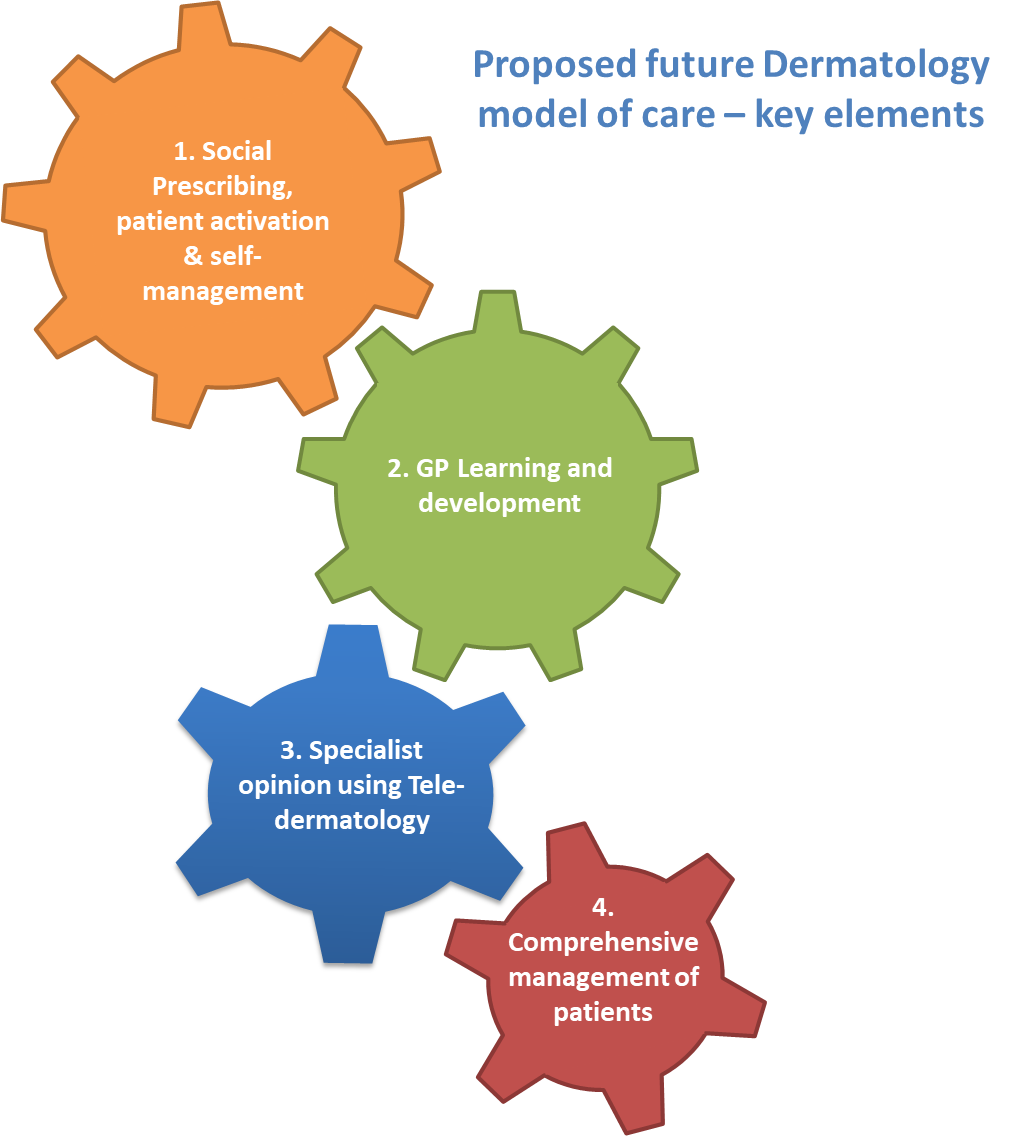 Proposed future Dermatology
model of care – key elements
1. Social
Prescribing,
patient activation
& self-
management
2. GP Learning and
development
3. Specialist
opinion using Tele-
dermatology
4.
Comprehensive
management of
patients